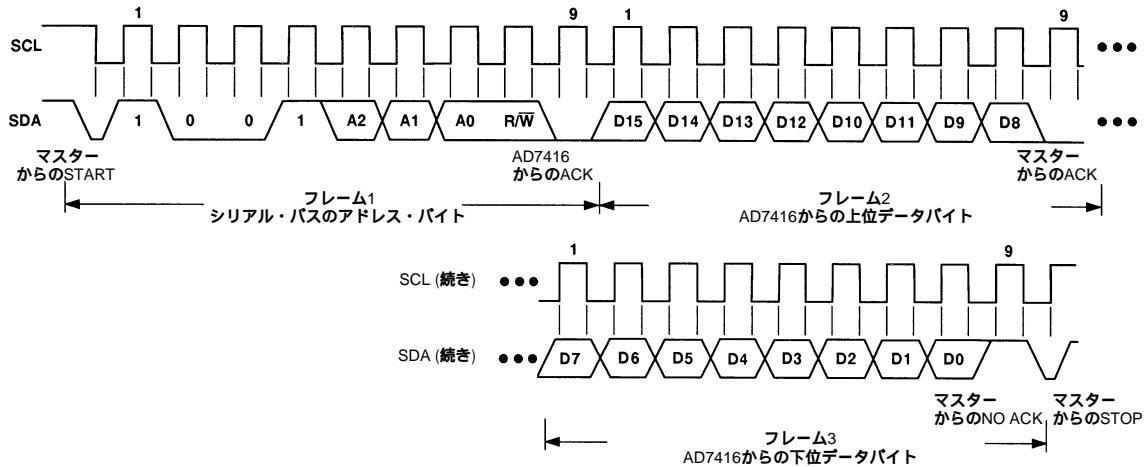 1 9 1 9
SCL
SDA 1 0 0 1 A2 A1 A0 R/W̅ D15 D14 D13 D12 D10 D11 D9 D8
マスター
からのSTART
AD7416
からのACK
マスター
からのACK
フレーム1
シリアル・バスのアドレス・バイト
フレーム2
AD7416からの上位データバイト
1 9
SCL (続き)
SDA (続き) D7 D6 D5 D4 D3 D2 D1 D0
マスター
からのNO ACK
マスター
からのSTOP
フレーム3
AD7416からの下位データバイト